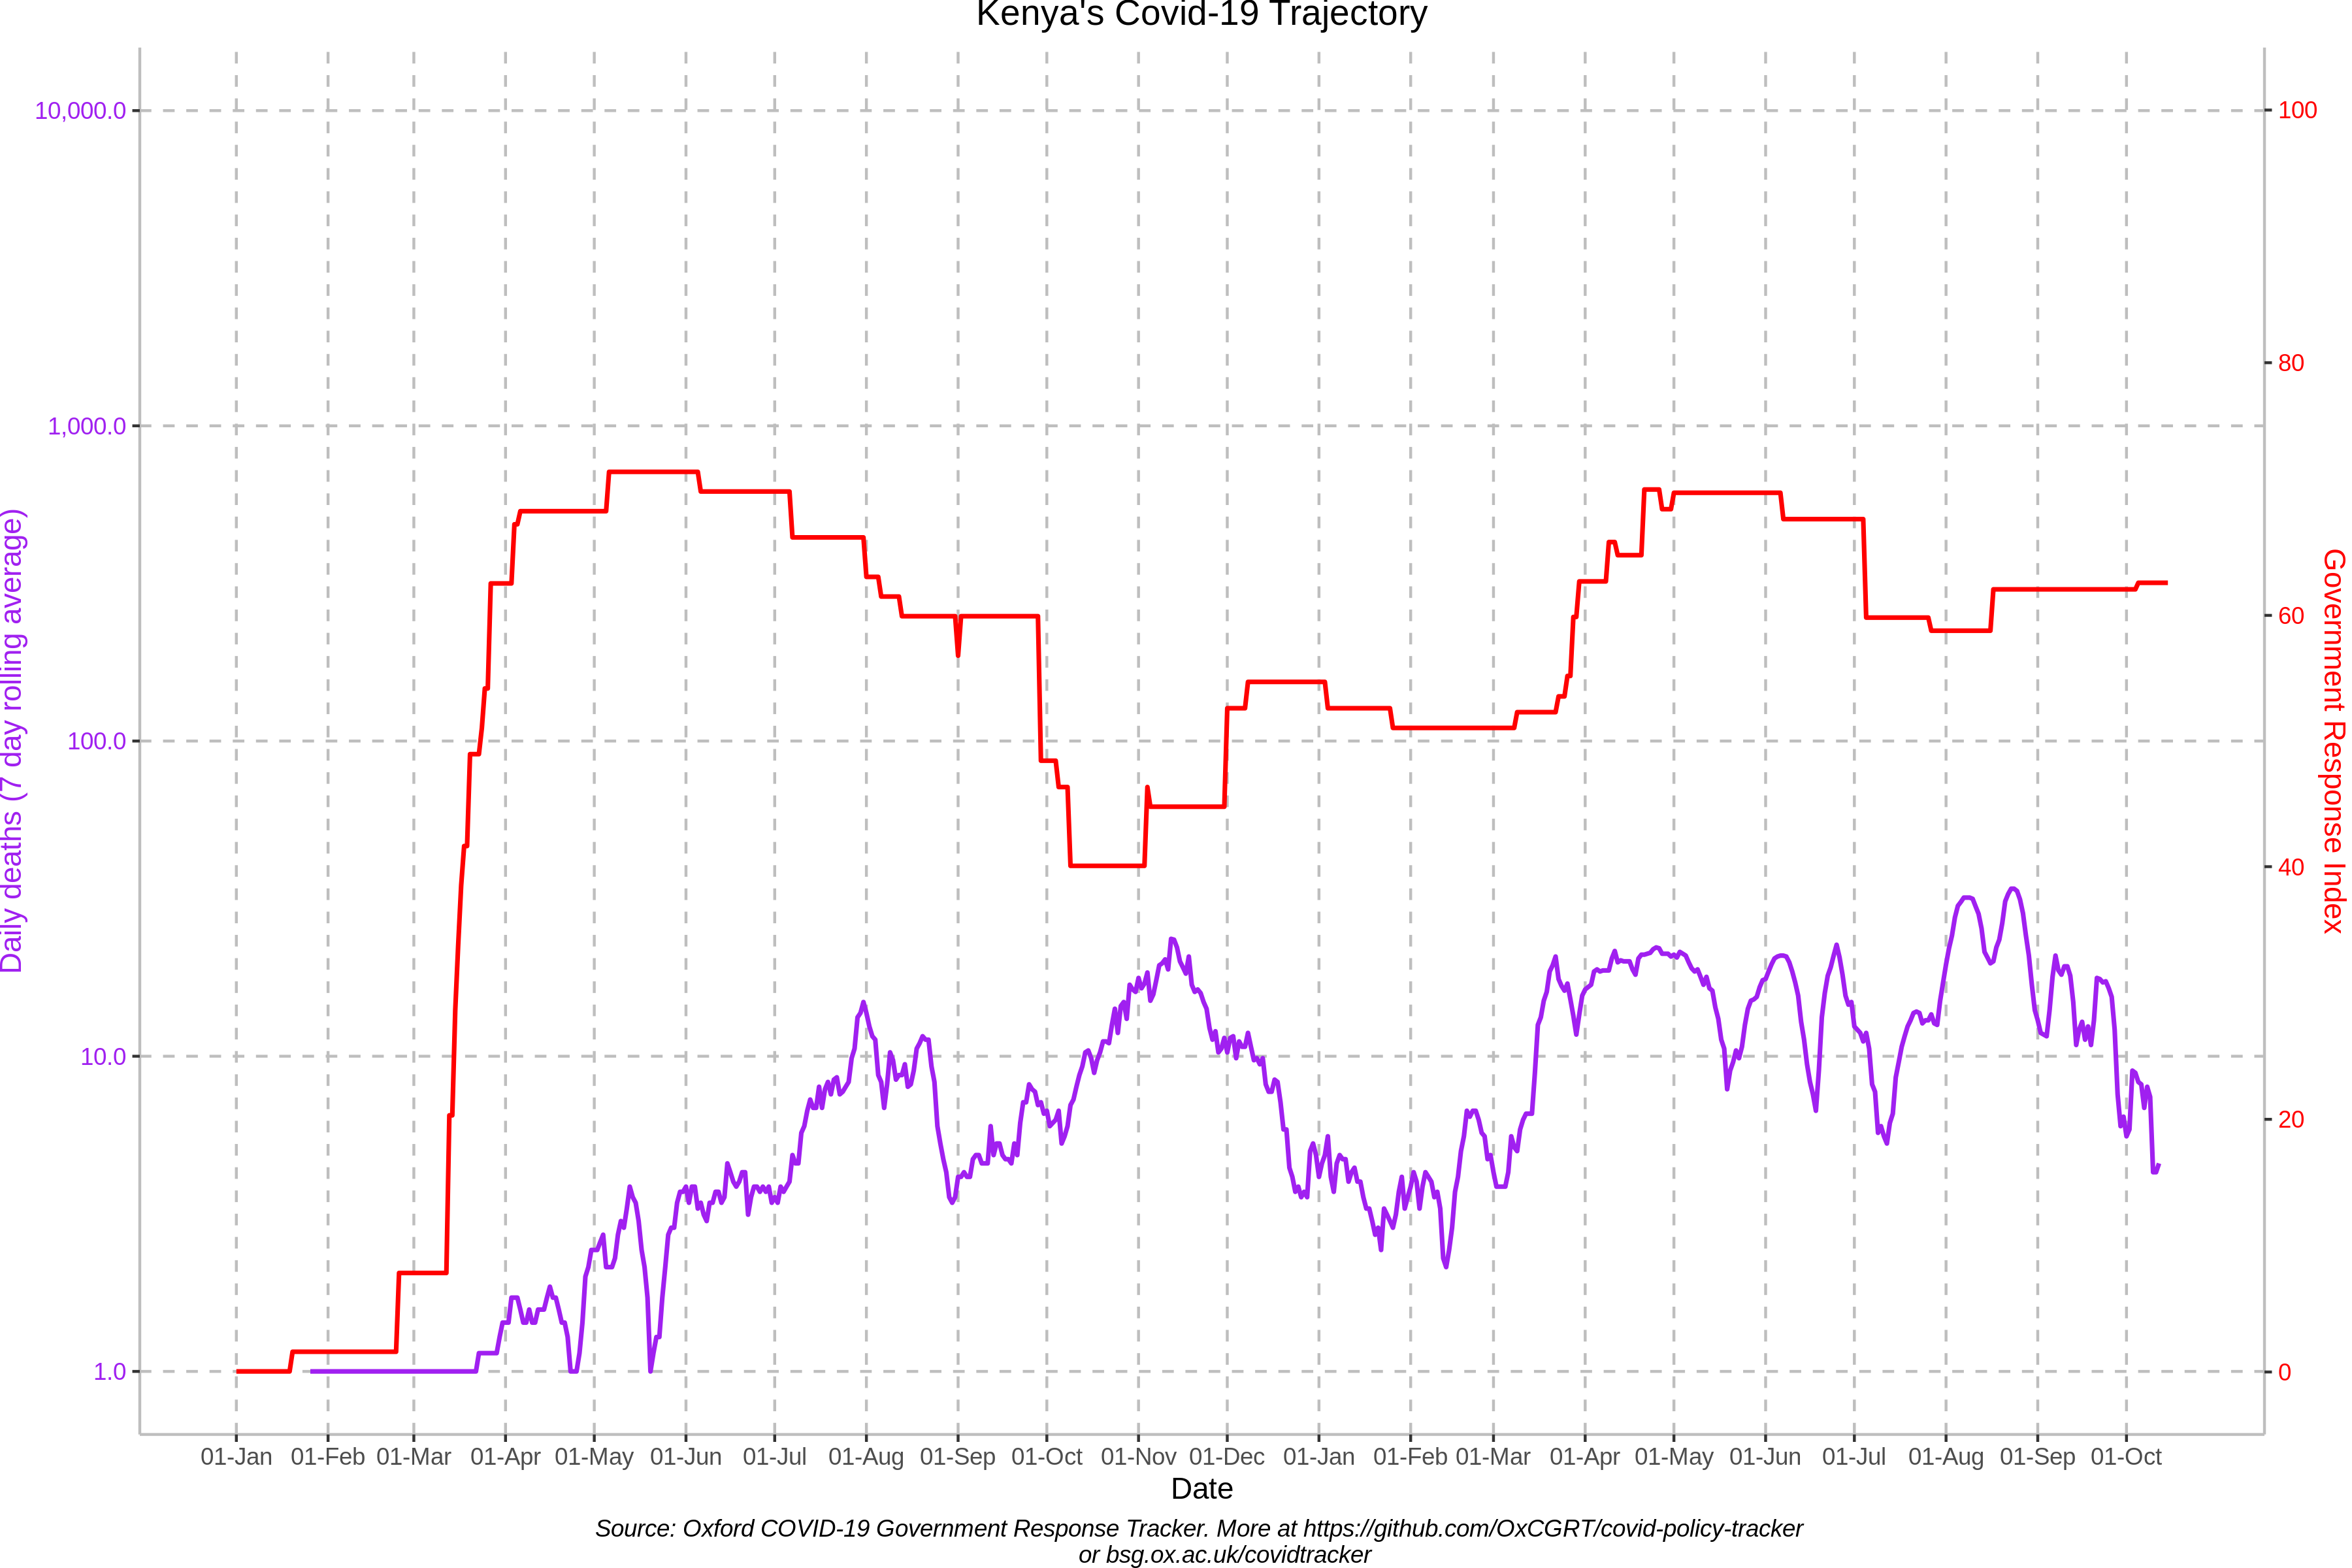 Kenya's Covid-19 Trajectory
10,000.0
1,000.0
100.0
10.0
1.0
Daily deaths (7 day rolling average)
100
80
60
40
20
0
Government Response Index
01-Jan 01-Feb 01-Mar 01-Apr 01-May 01-Jun 01-Jul 01-Aug 01-Sep 01-Oct 01-Nov 01-Dec 01-Jan 01-Feb 01-Mar 01-Apr 01-May 01-Jun 01-Jul 01-Aug 01-Sep 01-Oct
Date
Source: Oxford COVID-19 Government Response Tracker. More at https://github.com/OxCGRT/covid-policy-tracker
or bsg.ox.ac.uk/covidtracker